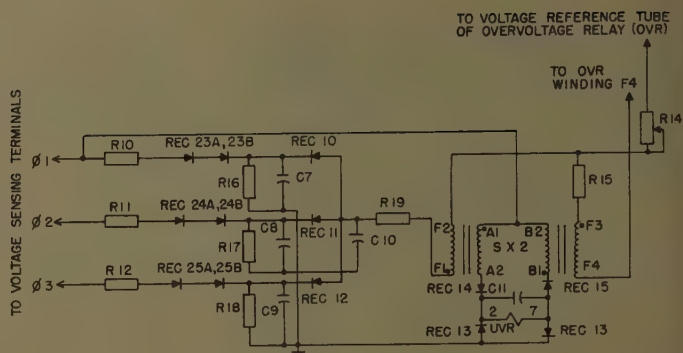 TO VOLTAGE REFERENCE TUBE
OF OVERVOLTAGE RELAY (OVR)
TO OVR
WINDING F4
R14
TO VOLTAGE SENSING TERMINALS
Ø1
R10
REC 23A,23B
REC 10
R16
C7
R15
R19
Ø2
R11
REC 24A,24B
R17
C8
REC 11
C10
F2
A1
B2
F3
S X 2
F1
A2
B1
F4
Ø3
R12
REC 25A,25B
R18
C9
REC 12
REC 14
C11
REC 15
2
7
REC 13
UVR
REC 13